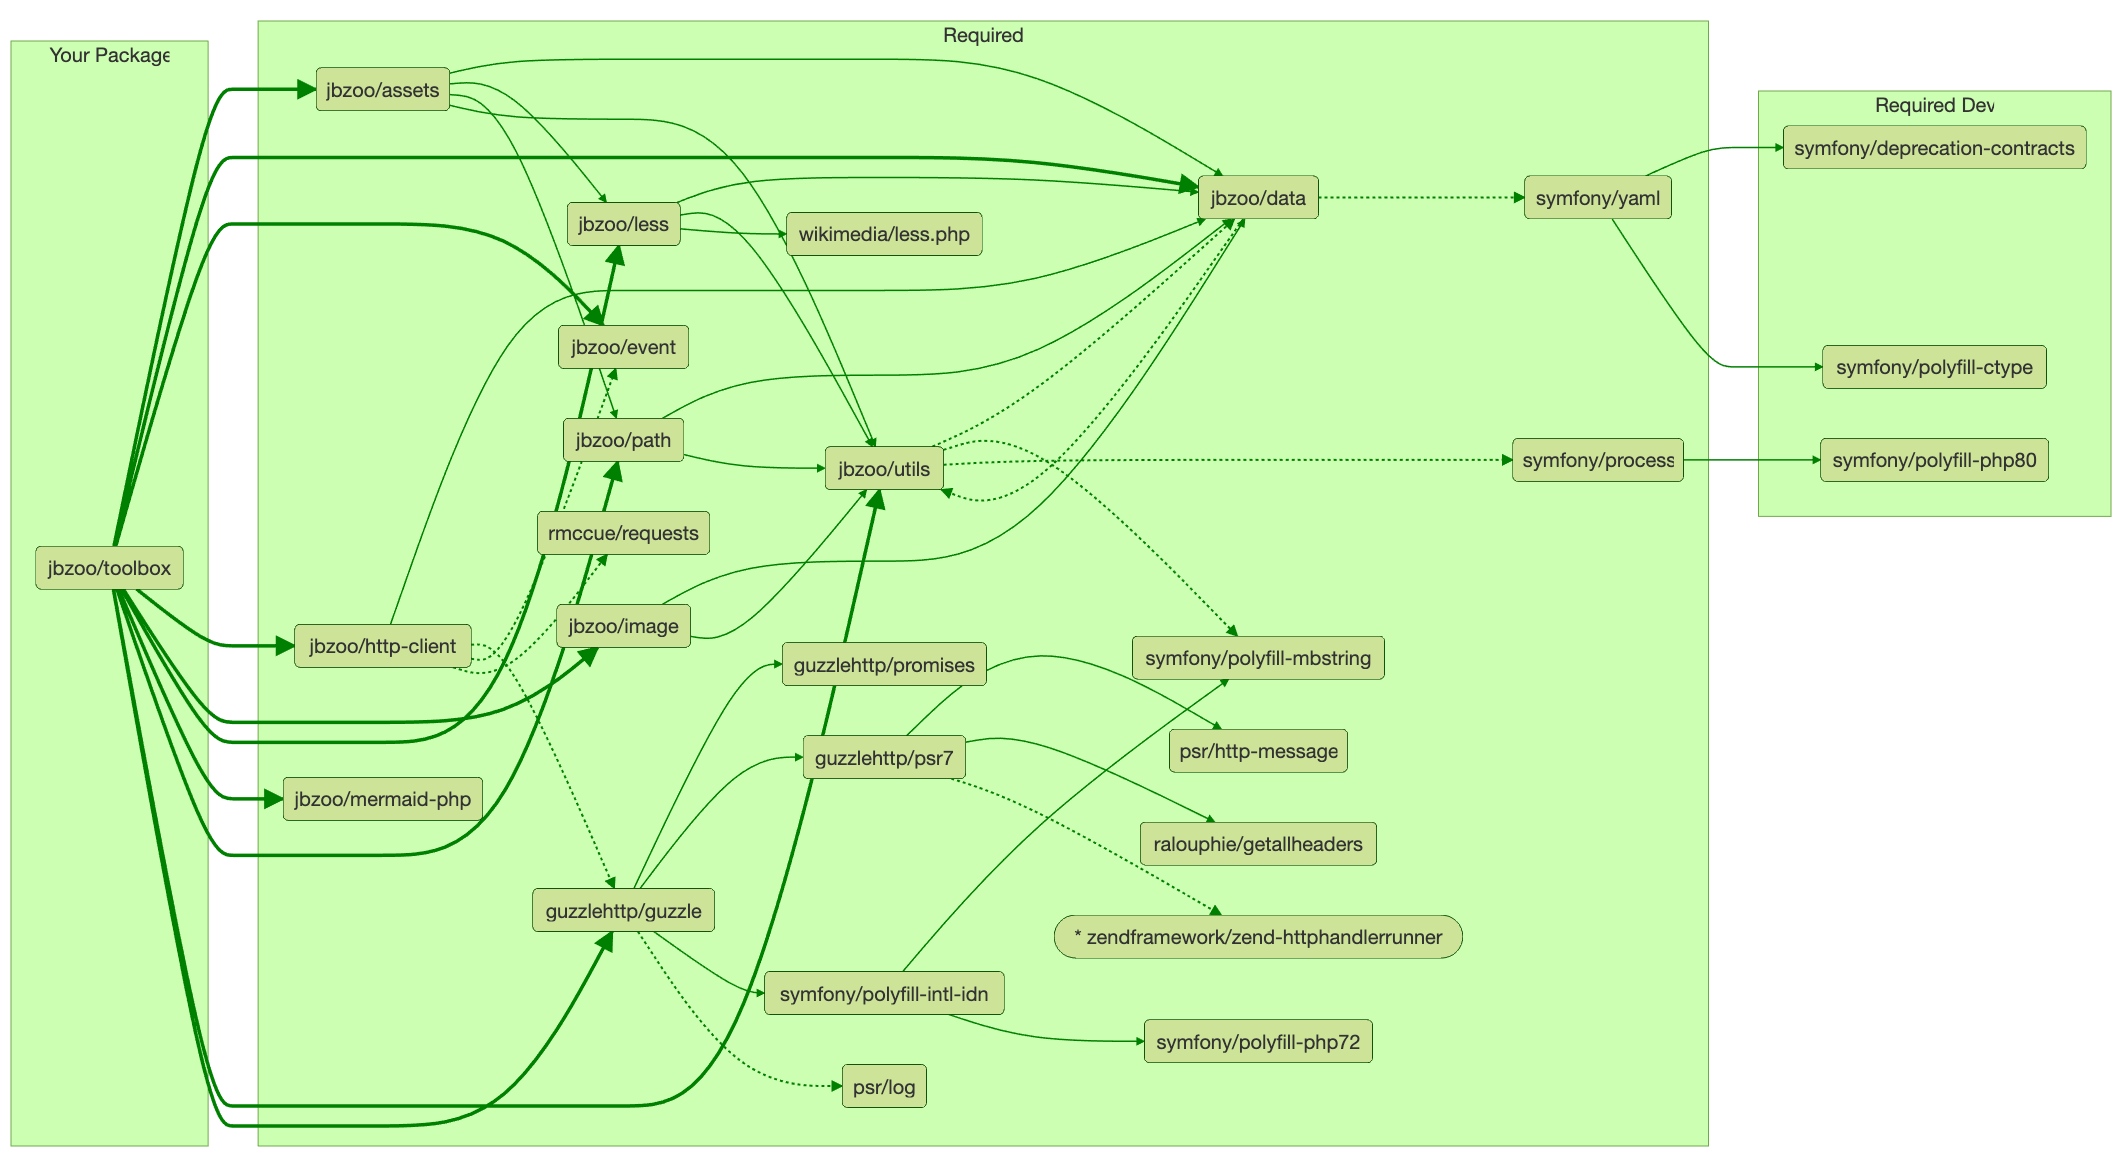 Your Package
jbzoo/toolbox
Required
jbzoo/assets
jbzoo/data
symfony/yaml
jbzoo/less
wikimedia/less.php
jbzoo/event
jbzoo/path
jbzoo/utils
symfony/process
rmccue/requests
jbzoo/image
jbzoo/http-client
guzzlehttp/promises
symfony/polyfill-mbstring
guzzlehttp/psr7
psr/http-message
jbzoo/mermaid-php
ralouphie/getallheaders
guzzlehttp/guzzle
* zendframework/zend-httphandlerrunner
symfony/polyfill-intl-idn
symfony/polyfill-php72
psr/log
Required Dev
symfony/deprecation-contracts
symfony/polyfill-ctype
symfony/polyfill-php80